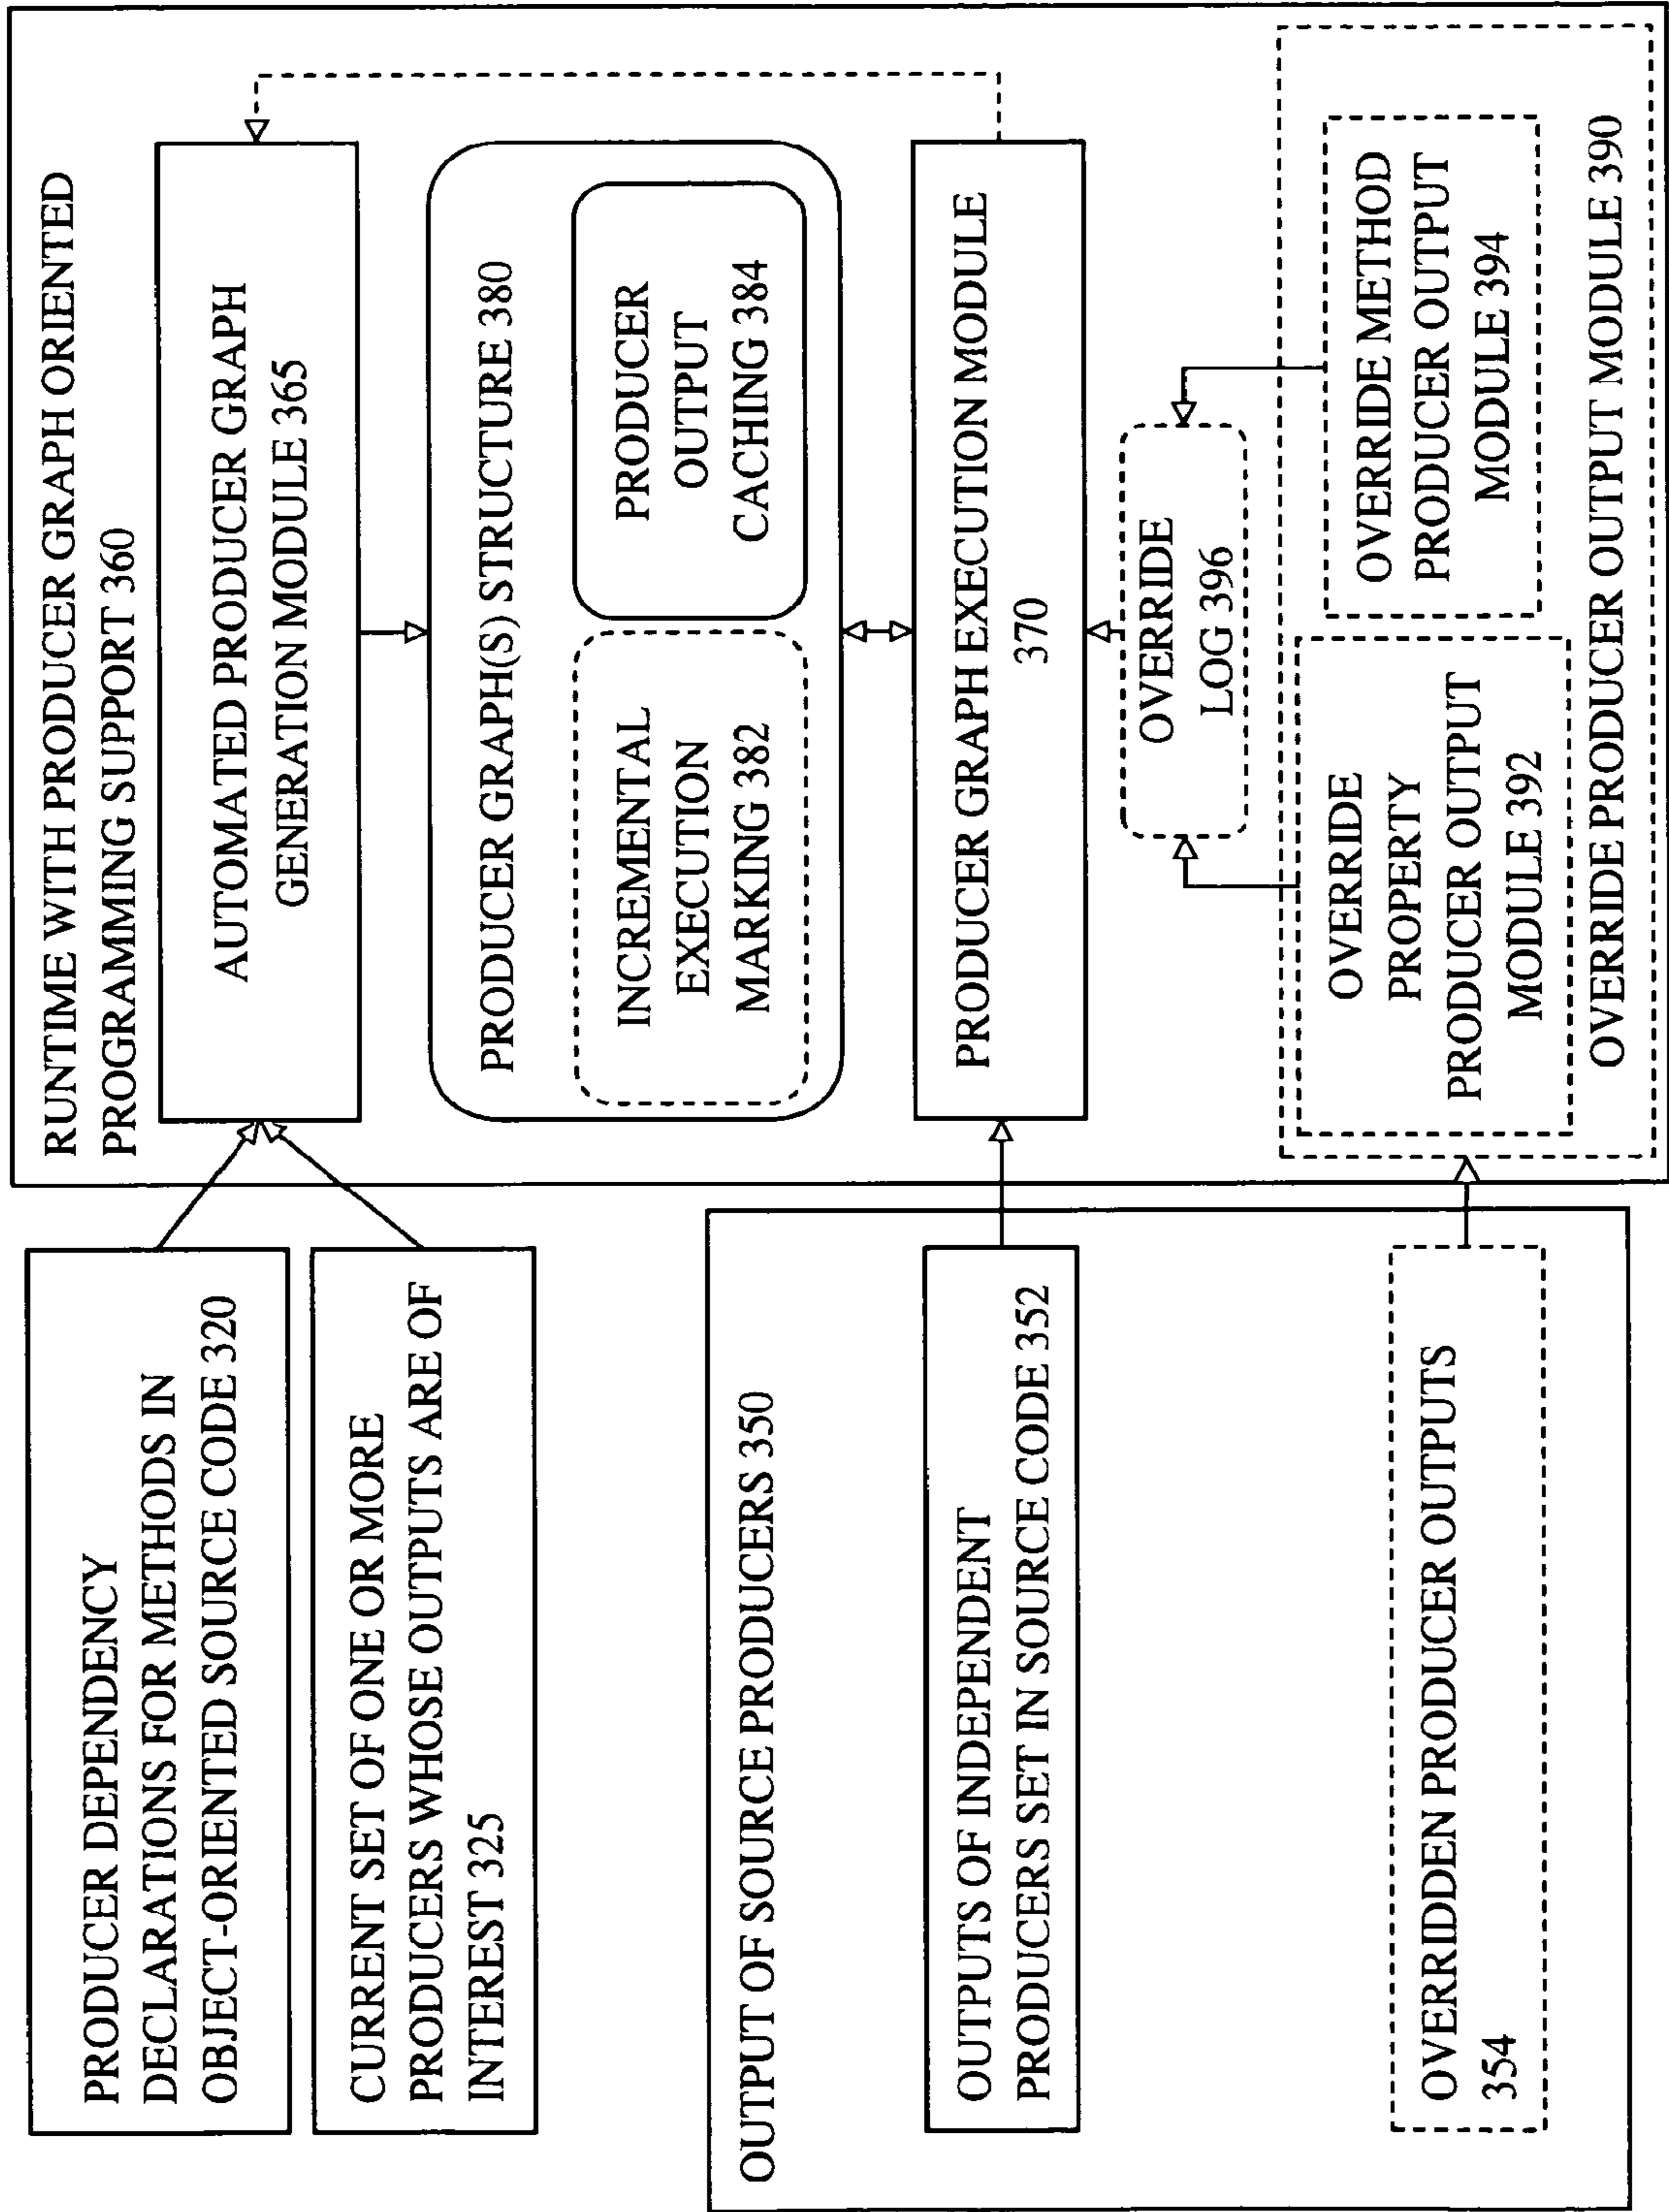 PRODUCER DEPENDENCY
DECLARATIONS FOR METHODS IN
OBJECT-ORIENTED SOURCE CODE 320
CURRENT SET OF ONE OR MORE
PRODUCERS WHOSE OUTPUTS ARE OF
INTEREST 325
OUTPUT OF SOURCE PRODUCERS 350
OUTPUTS OF INDEPENDENT
PRODUCERS SET IN SOURCE CODE 352
OVERRIDDEN PRODUCER OUTPUTS
354
RUNTIME WITH PRODUCER GRAPH ORIENTED
PROGRAMMING SUPPORT 360
AUTOMATED PRODUCER GRAPH
GENERATION MODULE 365
PRODUCER GRAPH(S) STRUCTURE 380
INCREMENTAL
EXECUTION
MARKING 382
PRODUCER
OUTPUT
CACHING 384
PRODUCER GRAPH EXECUTION MODULE
370
OVERRIDE
LOG 396
OVERRIDE
PROPERTY
PRODUCER OUTPUT
MODULE 392
OVERRIDE METHOD
PRODUCER OUTPUT
MODULE 394
OVERRIDE PRODUCER OUTPUT MODULE 390